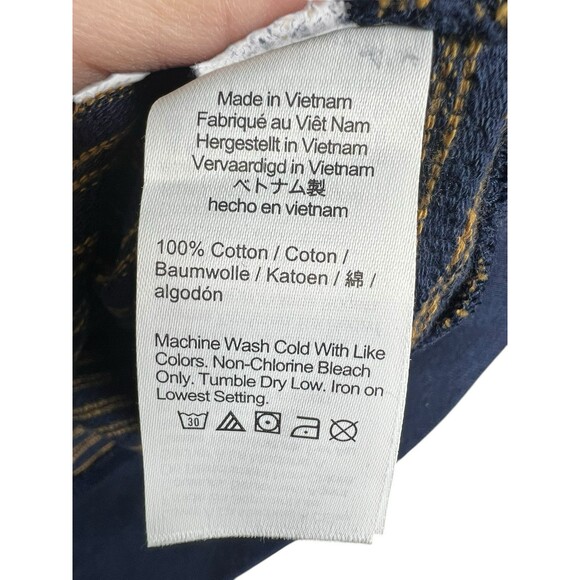 Made in Vietnam
Fabriqué au Viêt Nam
Hergestellt in Vietnam
Vervaardigd in Vietnam
ベトナム製
hecho en vietnam
100% Cotton / Coton /
Baumwolle / Katoen / 綿 /
algodón
Machine Wash Cold With Like
Colors. Non-Chlorine Bleach
Only. Tumble Dry Low. Iron on
Lowest Setting.
30